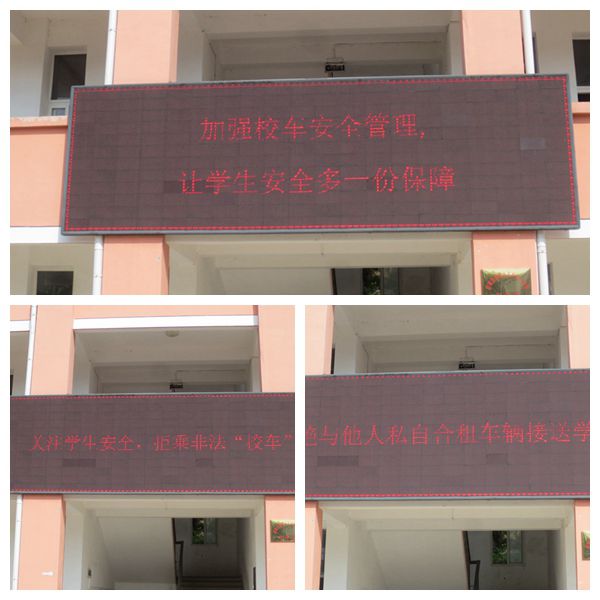 加强校车安全管理,
让学生安全多一份保障
关注学生安全，拒乘非法“校车”
绝与他人私自合租车辆接送学